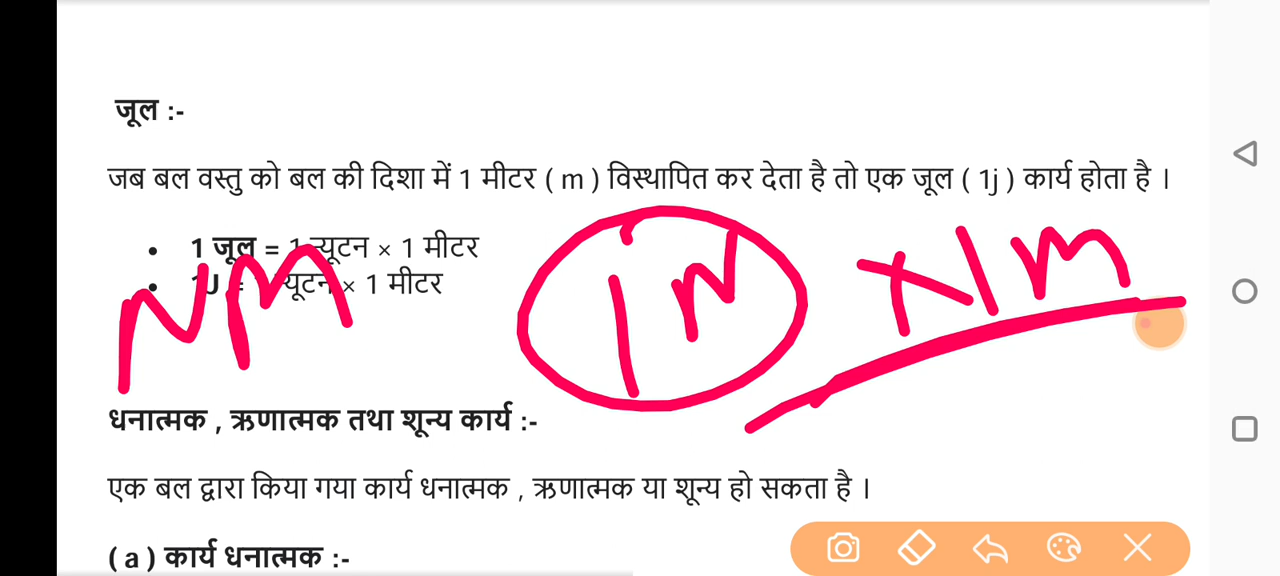 जूल :-
जब बल वस्तु को बल की दिशा में 1 मीटर ( m ) विस्थापित कर देता है तो एक जूल ( 1j ) कार्य होता है ।
• 1 जूल = 1 न्यूटन × 1 मीटर
• 1J = न्यूटन × 1 मीटर
NM
1N × 1m
धनात्मक , ऋणात्मक तथा शून्य कार्य :-
एक बल द्वारा किया गया कार्य धनात्मक , ऋणात्मक या शून्य हो सकता है ।
( a ) कार्य धनात्मक :-